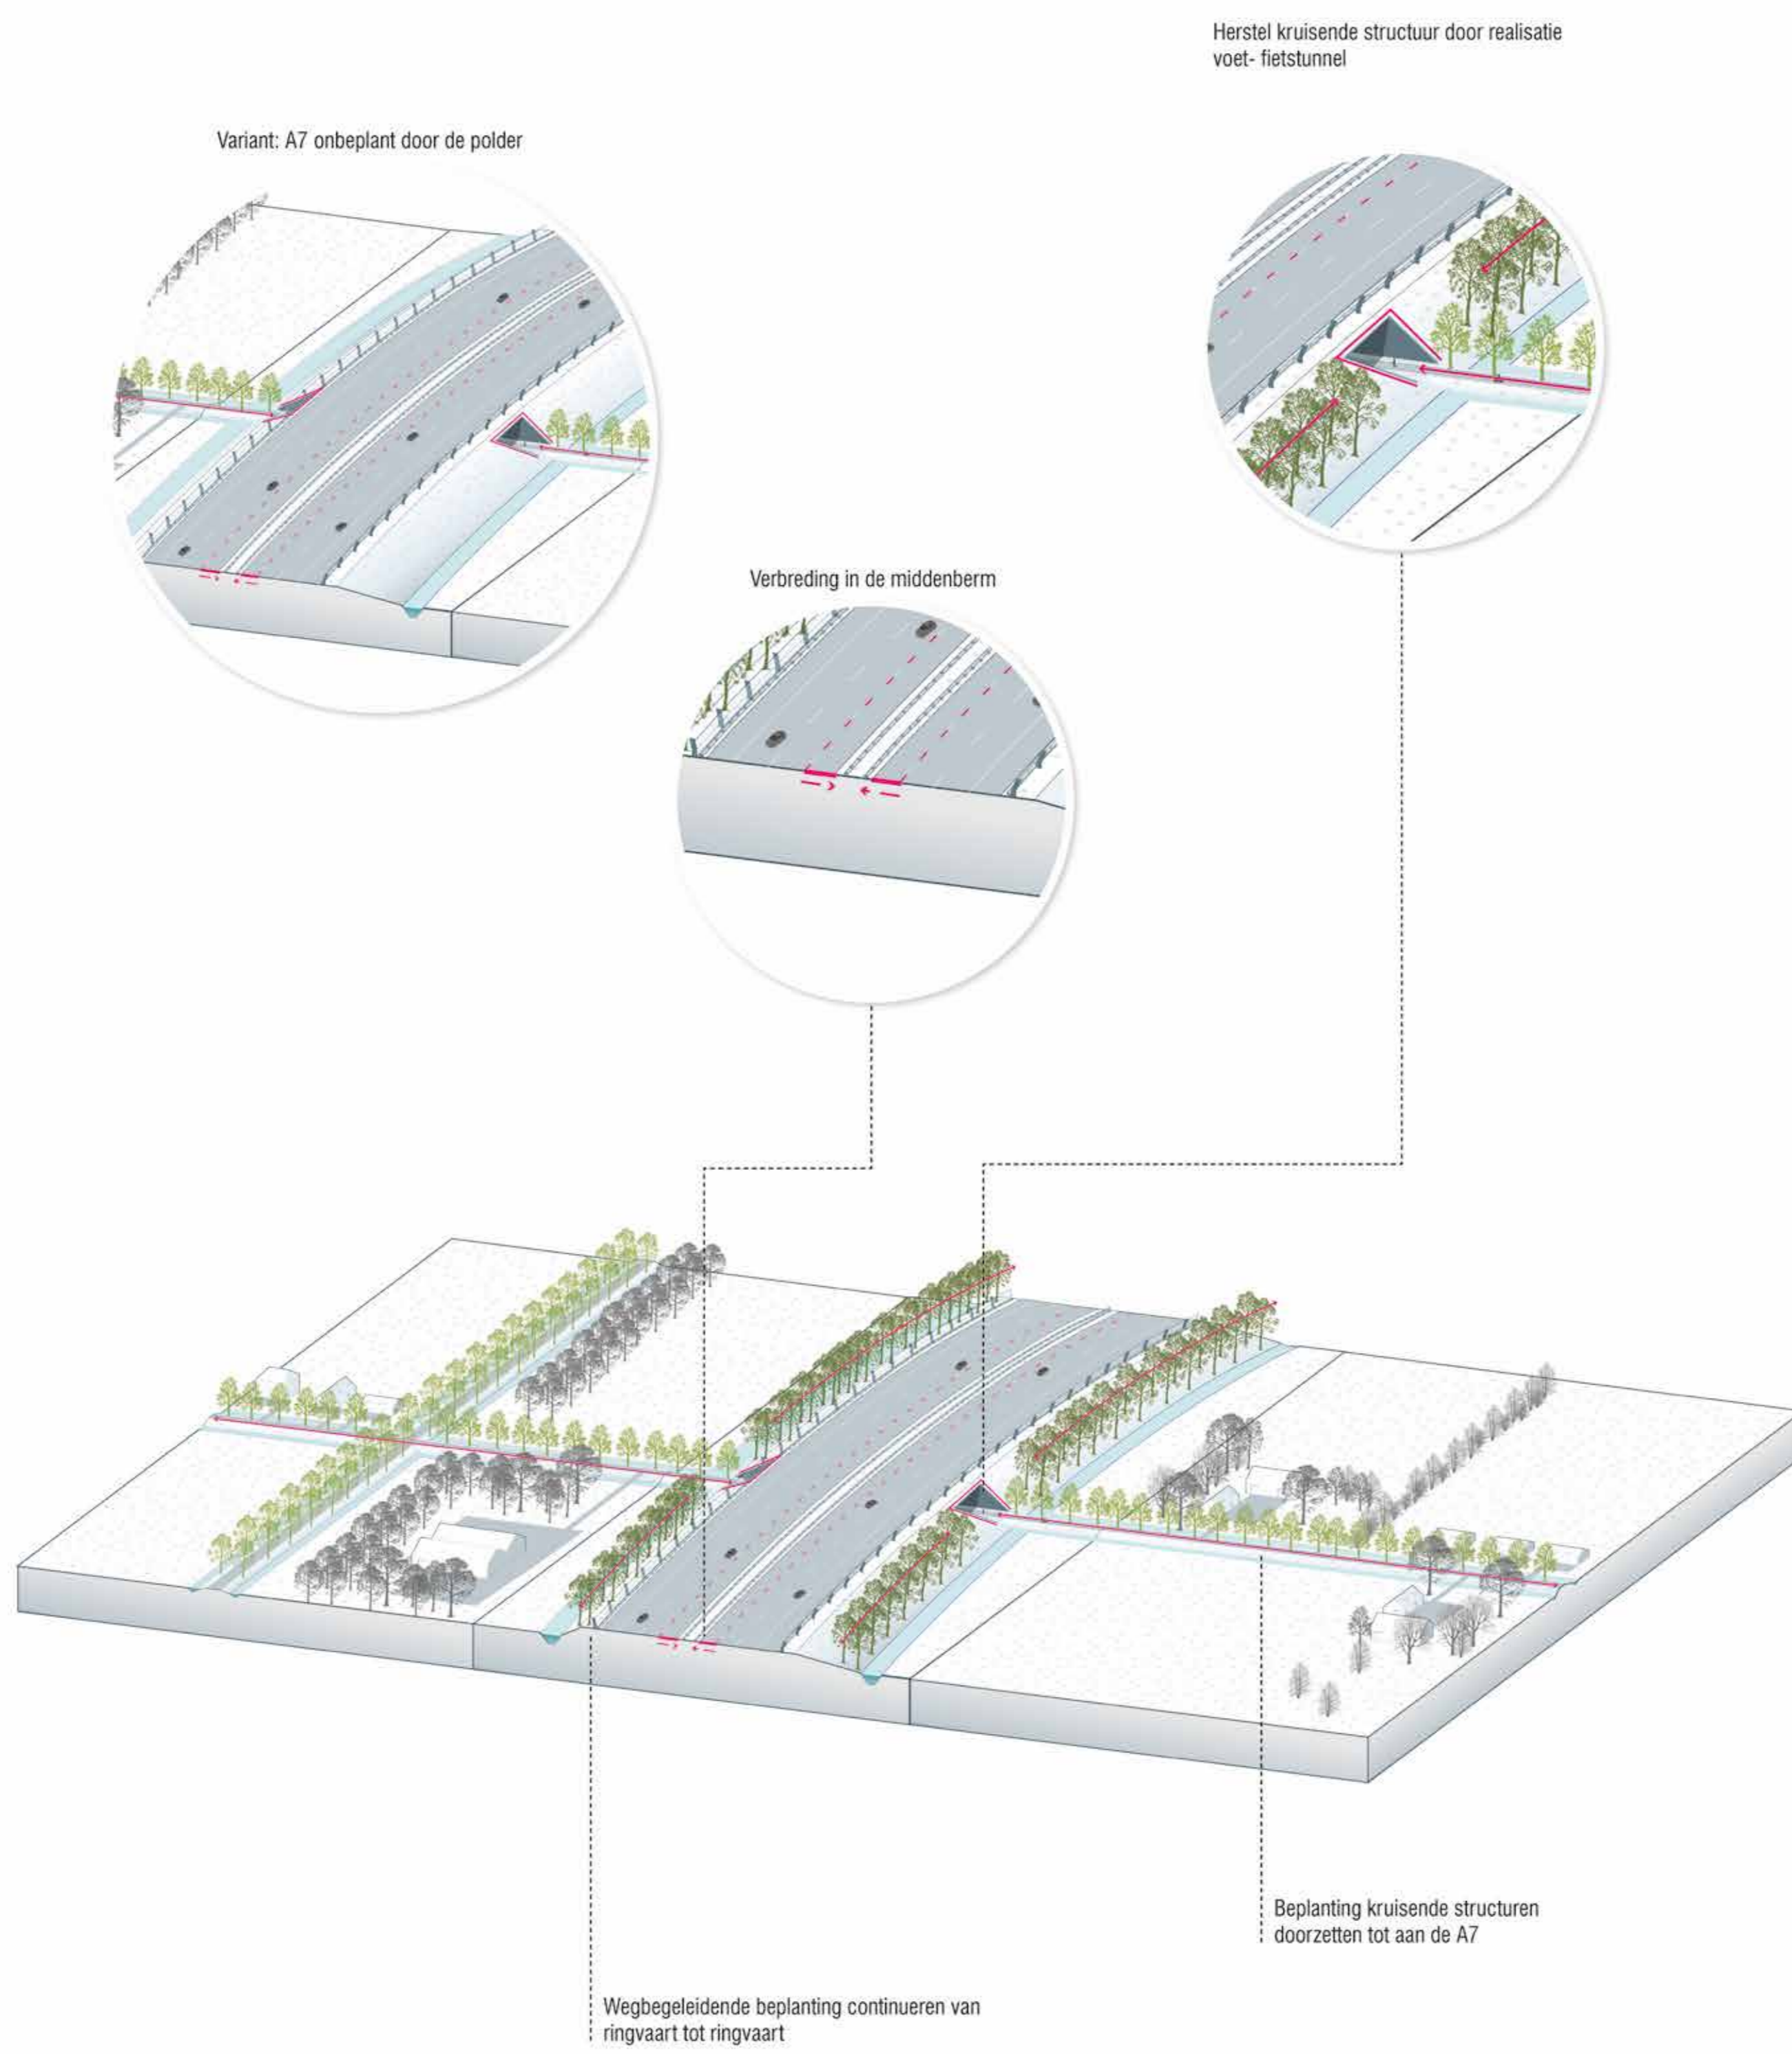 Herstel kruisende structuur door realisatie
voet- fietstunnel
Variant: A7 onbeplant door de polder
Verbreding in de middenberm
Beplanting kruisende structuren
doorzetten tot aan de A7
Wegbegeleidende beplanting continueren van
ringvaart tot ringvaart